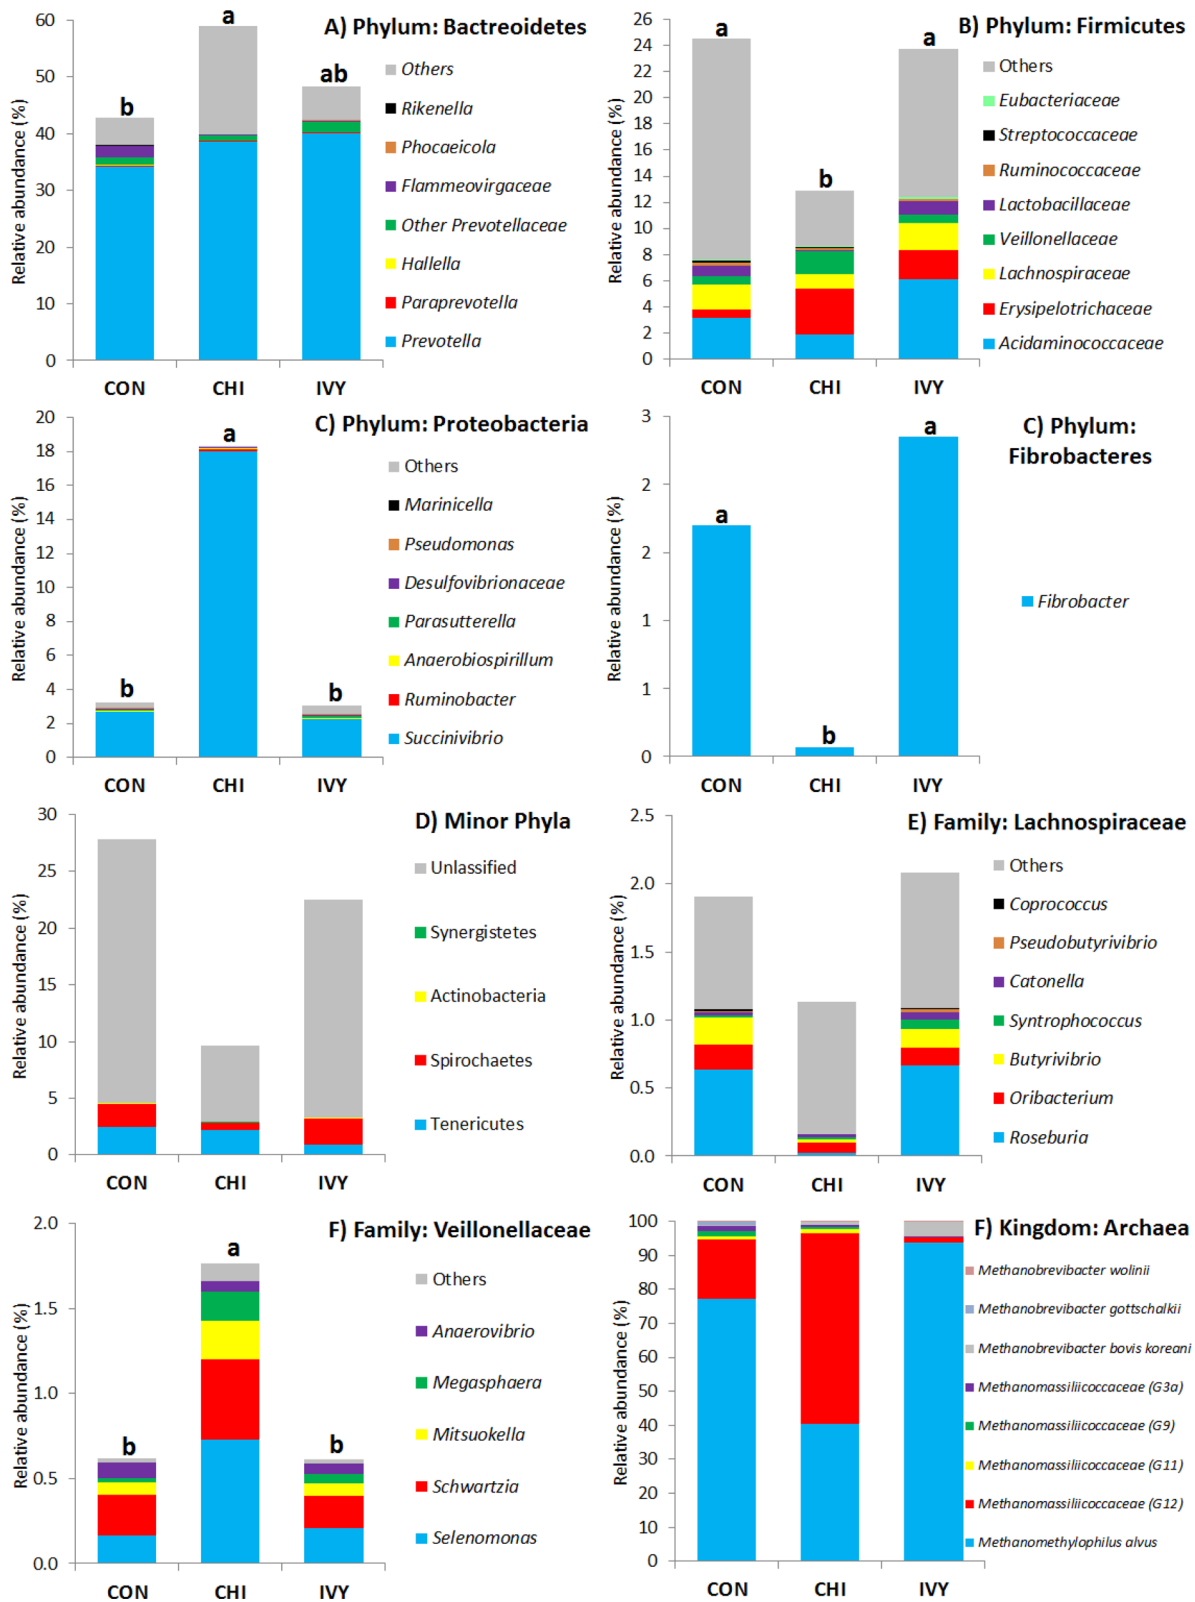 A) Phylum: Bactreoidetes
Relative abundance (%)
60
50
40
30
20
10
0
b
a
ab
CON
CHI
IVY
Others
Rikenella
Phocaeicola
Flammeovirgaceae
Other Prevotellaceae
Hallella
Paraprevotella
Prevotella
B) Phylum: Firmicutes
Relative abundance (%)
26
24
22
20
18
16
14
12
10
8
6
4
2
0
a
b
a
CON
CHI
IVY
Others
Eubacteriaceae
Streptococcaceae
Ruminococcaceae
Lactobacillaceae
Veillonellaceae
Lachnospiraceae
Erysipelotrichaceae
Acidaminococcaceae
C) Phylum: Proteobacteria
Relative abundance (%)
20
18
16
14
12
10
8
6
4
2
0
b
a
b
CON
CHI
IVY
Others
Marinicella
Pseudomonas
Desulfovibrionaceae
Parasutterella
Anaerobiospirillum
Ruminobacter
Succinivibrio
C) Phylum:
Fibrobacteres
Relative abundance (%)
3
2
2
1
1
0
a
b
a
CON
CHI
IVY
Fibrobacter
D) Minor Phyla
Relative abundance (%)
30
25
20
15
10
5
0
CON
CHI
IVY
Unlassified
Synergistetes
Actinobacteria
Spirochaetes
Tenericutes
E) Family: Lachnospiraceae
Relative abundance (%)
2.5
2.0
1.5
1.0
0.5
0.0
CON
CHI
IVY
Others
Coprococcus
Pseudobutyrivibrio
Catonella
Syntrophococcus
Butyrivibrio
Oribacterium
Roseburia
F) Family: Veillonellaceae
Relative abundance (%)
2.0
1.5
1.0
0.5
0.0
b
a
b
CON
CHI
IVY
Others
Anaerovibrio
Megasphaera
Mitsuokella
Schwartzia
Selenomonas
F) Kingdom: Archaea
Relative abundance (%)
100
90
80
70
60
50
40
30
20
10
0
CON
CHI
IVY
Methanobrevibacter wolinii
Methanobrevibacter gottschalkii
Methanobrevibacter bovis koreani
Methanomassiliicoccaceae (G3a)
Methanomassiliicoccaceae (G9)
Methanomassiliicoccaceae (G11)
Methanomassiliicoccaceae (G12)
Methanomethylophilus alvus